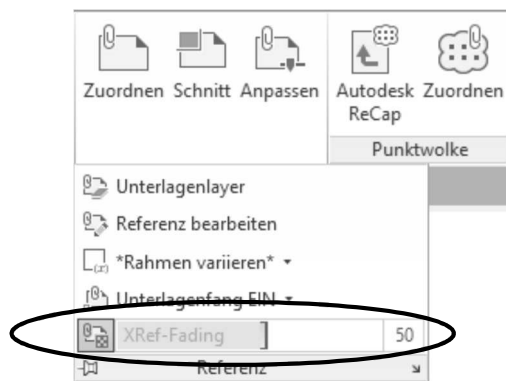 Zuordnen Schnitt Anpassen Autodesk ReCap Zuordnen
Punktwolke
Unterlagenlayer
Referenz bearbeiten
(x) *Rahmen variieren*
Unterlagenfang EIN
XRef-Fading 50
Referenz